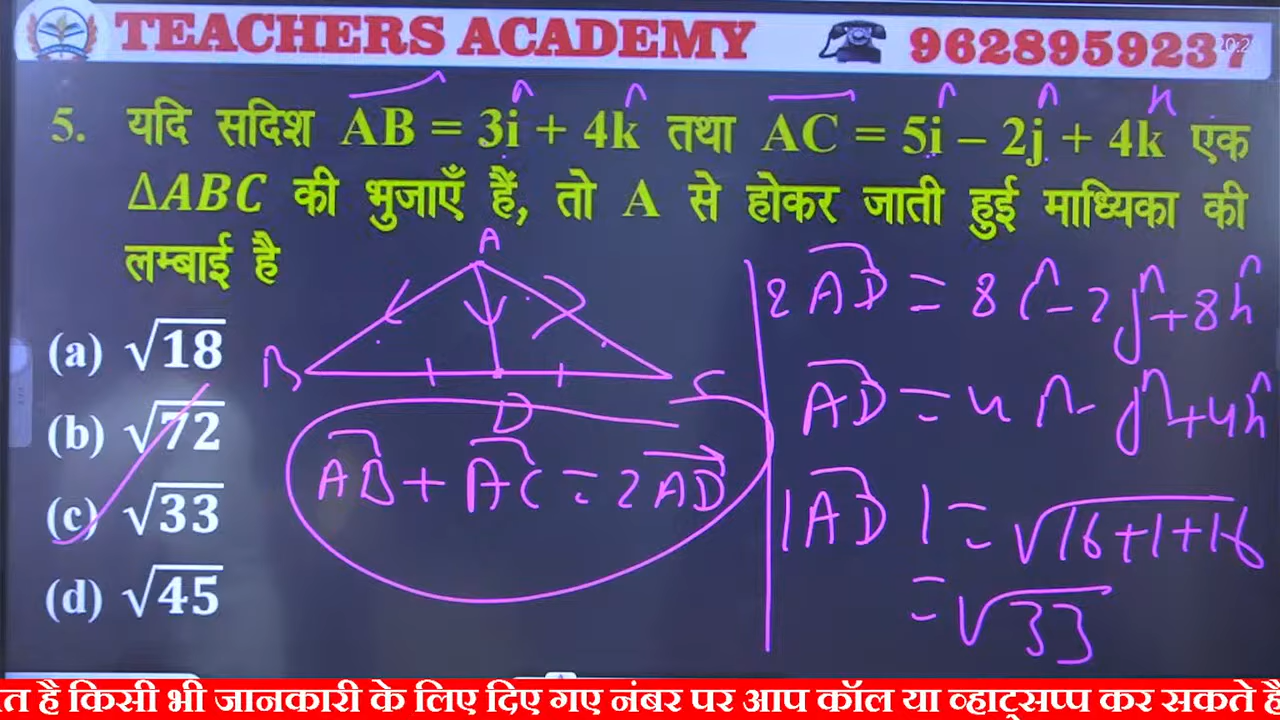 TEACHERS ACADEMY 9628959237
20:2
5. यदि सदिश AB = 3i + 4k तथा AC = 5i – 2j + 4k एक
ΔABC की भुजाएँ हैं, तो A से होकर जाती हुई माध्यिका की
लम्बाई है
(a) √18
(b) √72
(c) √33
(d) √45
A
B
C
D
AB + AC = 2AD
2AD = 8i - 2j + 8k
AD = 4i - j + 4k
|AD| = √16+1+16
= √33
त है किसी भी जानकारी के लिए दिए गए नंबर पर आप कॉल या व्हाट्सप्प कर सकते है